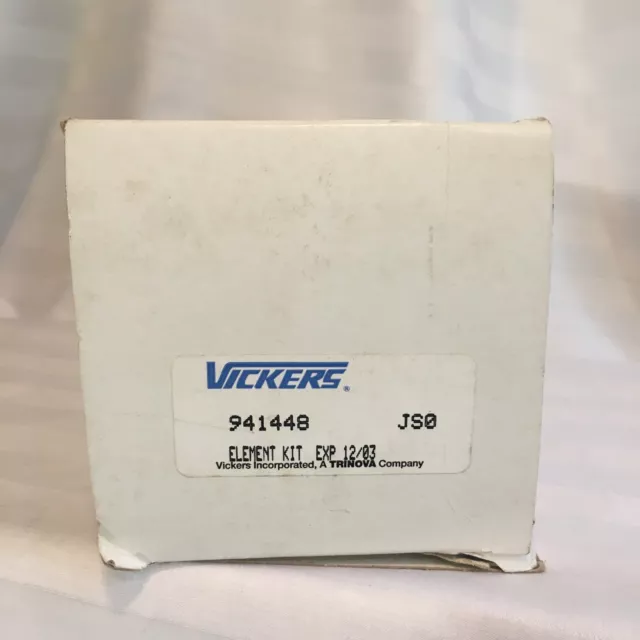 VICKERS®
941448 JS0
ELEMENT KIT EXP 12/03
Vickers Incorporated, A TRINOVA Company